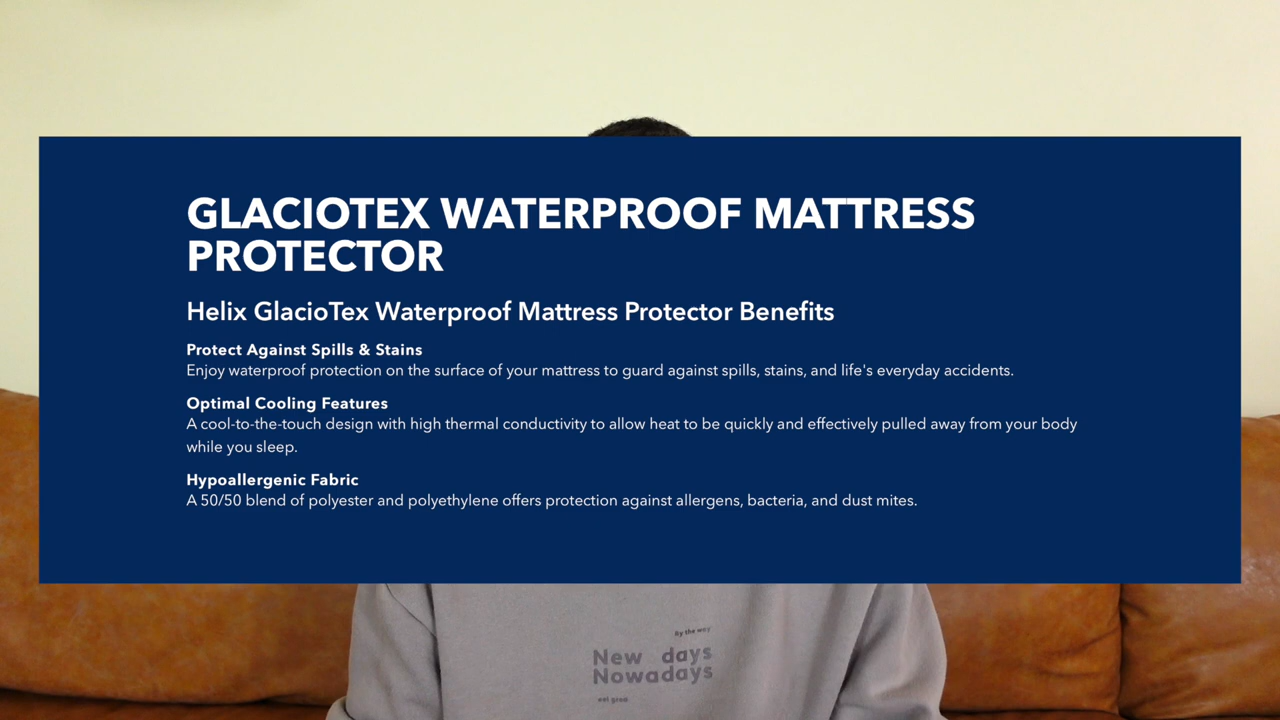 GLACIOTEX WATERPROOF MATTRESS
PROTECTOR
Helix GlacioTex Waterproof Mattress Protector Benefits
Protect Against Spills & Stains
Enjoy waterproof protection on the surface of your mattress to guard against spills, stains, and life's everyday accidents.
Optimal Cooling Features
A cool-to-the-touch design with high thermal conductivity to allow heat to be quickly and effectively pulled away from your body
while you sleep.
Hypoallergenic Fabric
A 50/50 blend of polyester and polyethylene offers protection against allergens, bacteria, and dust mites.
By the way
New days
Nowadays